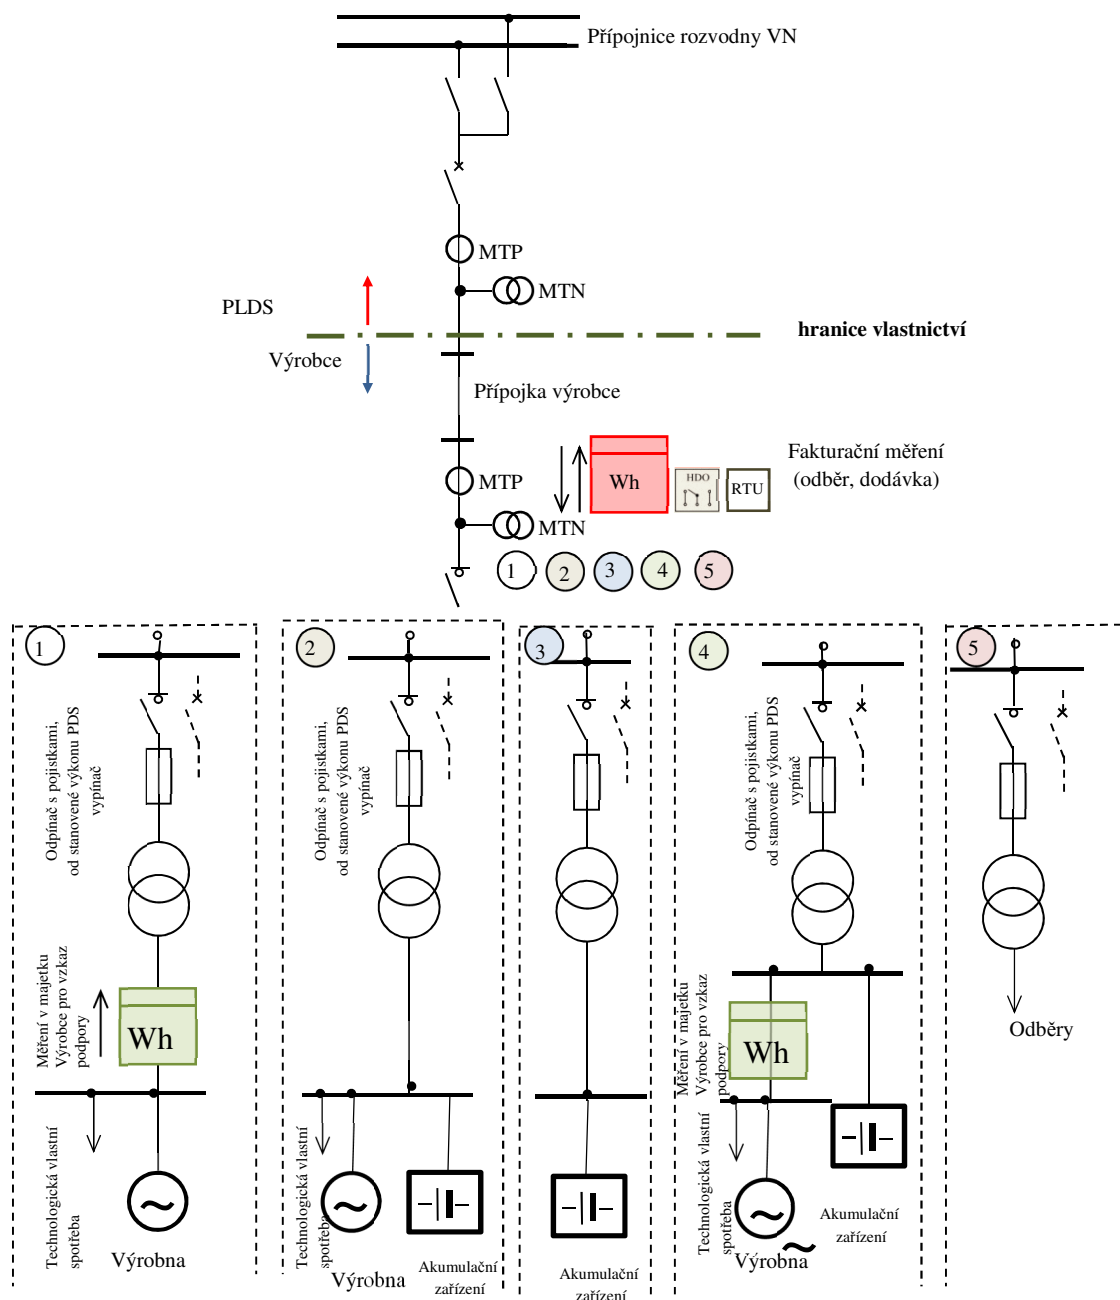 Přípojnice rozvodny VN
MTP
MTN
PLDS
hranice vlastnictví
Výrobce
Přípojka výrobce
Fakturační měření
(odběr, dodávka)
Wh
HDO
RTU
MTP
MTN
1
2
3
4
5
1
Odpínač s pojistkami,
od stanovené výkonu PDS
vypínač
Měření v majetku
Výrobce pro vzkaz
podpory
Wh
Technologická vlastní
spotřeba
Výrobna
2
Odpínač s pojistkami,
od stanovené výkonu PDS
vypínač
Technologická vlastní
spotřeba
Výrobna
Akumulační
zařízení
3
Akumulační
zařízení
4
Odpínač s pojistkami,
od stanovené výkonu PDS
vypínač
Měření v majetku
Výrobce pro vzkaz
podpory
Wh
Technologická vlastní
spotřeba
Výrobna
Akumulační
zařízení
5
Odběry